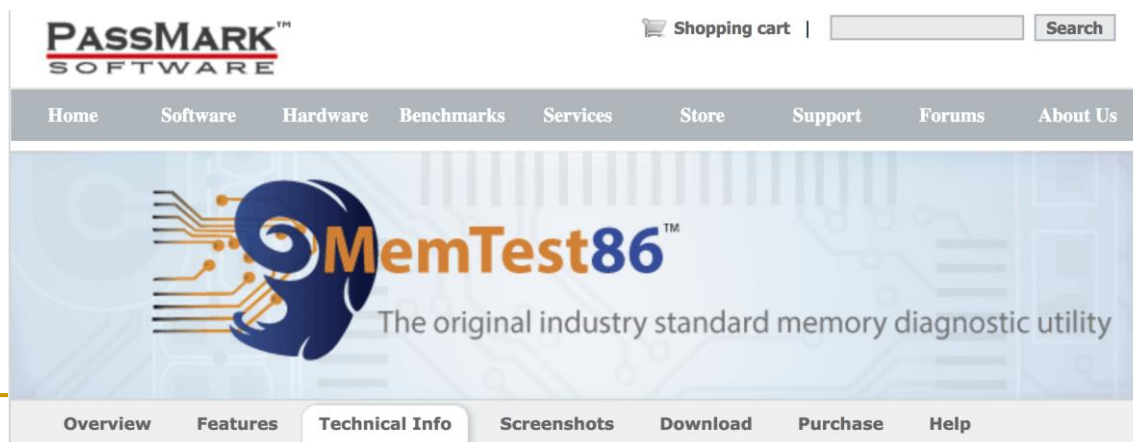 PASSMARK™
SOFTWARE
Shopping cart |
Search
Home Software Hardware Benchmarks Services Store Support Forums About Us
MemTest86™
The original industry standard memory diagnostic utility
Overview Features Technical Info Screenshots Download Purchase Help